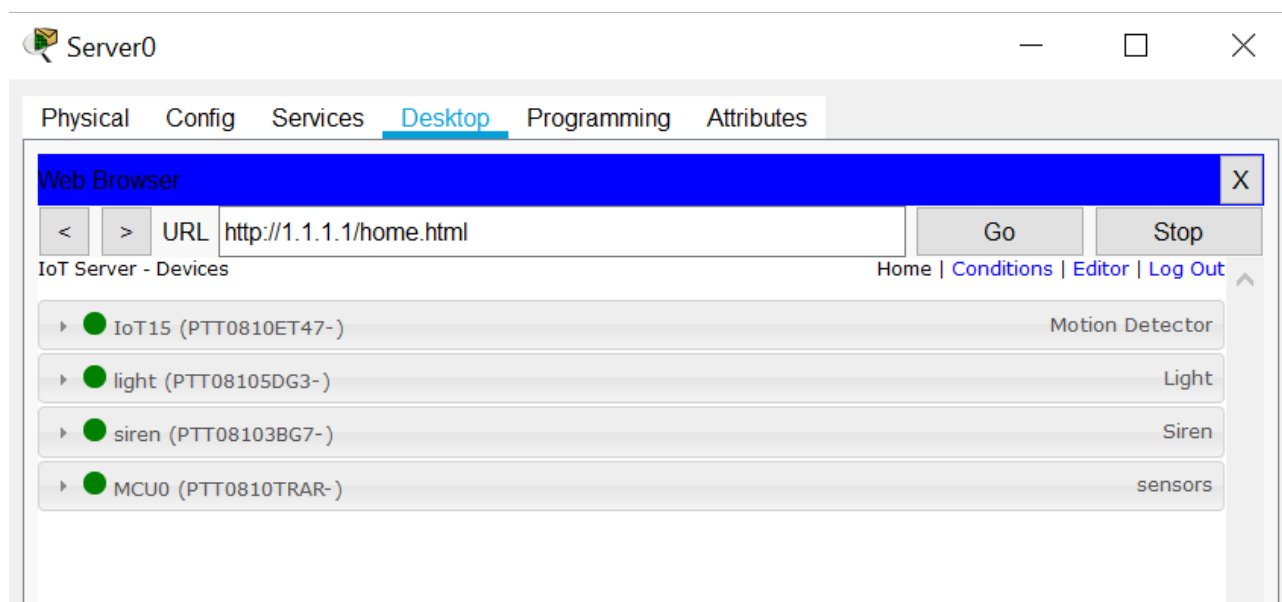 Server0
Physical Config Services Desktop Programming Attributes
Web Browser X
< > URL http://1.1.1.1/home.html Go Stop
IoT Server - Devices Home | Conditions | Editor | Log Out
IoT15 (PTT0810ET47-) Motion Detector
light (PTT08105DG3-) Light
siren (PTT08103BG7-) Siren
MCU0 (PTT0810TRAR-) sensors